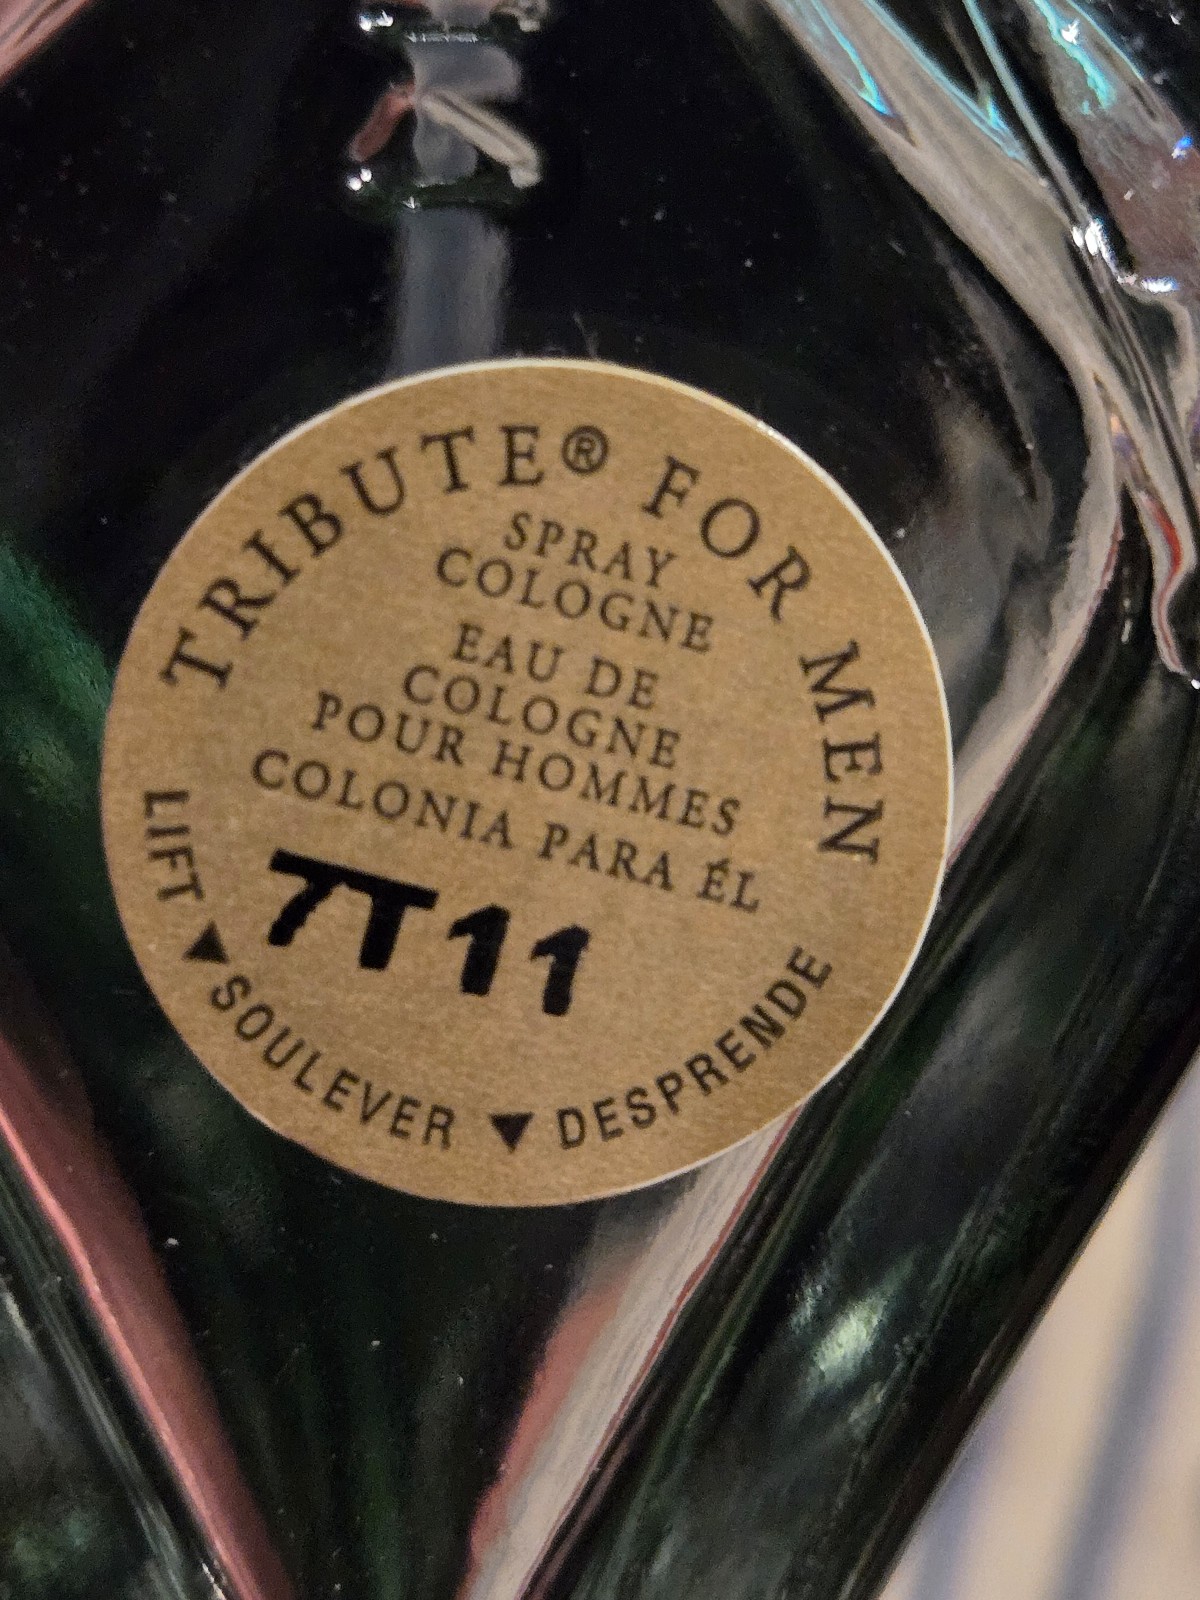 TRIBUTE® FOR MEN
SPRAY
COLOGNE
EAU DE
COLOGNE
POUR HOMMES
COLONIA PARA ÉL
7T11
LIFT ▼ SOULEVER ▼ DESPRENDE